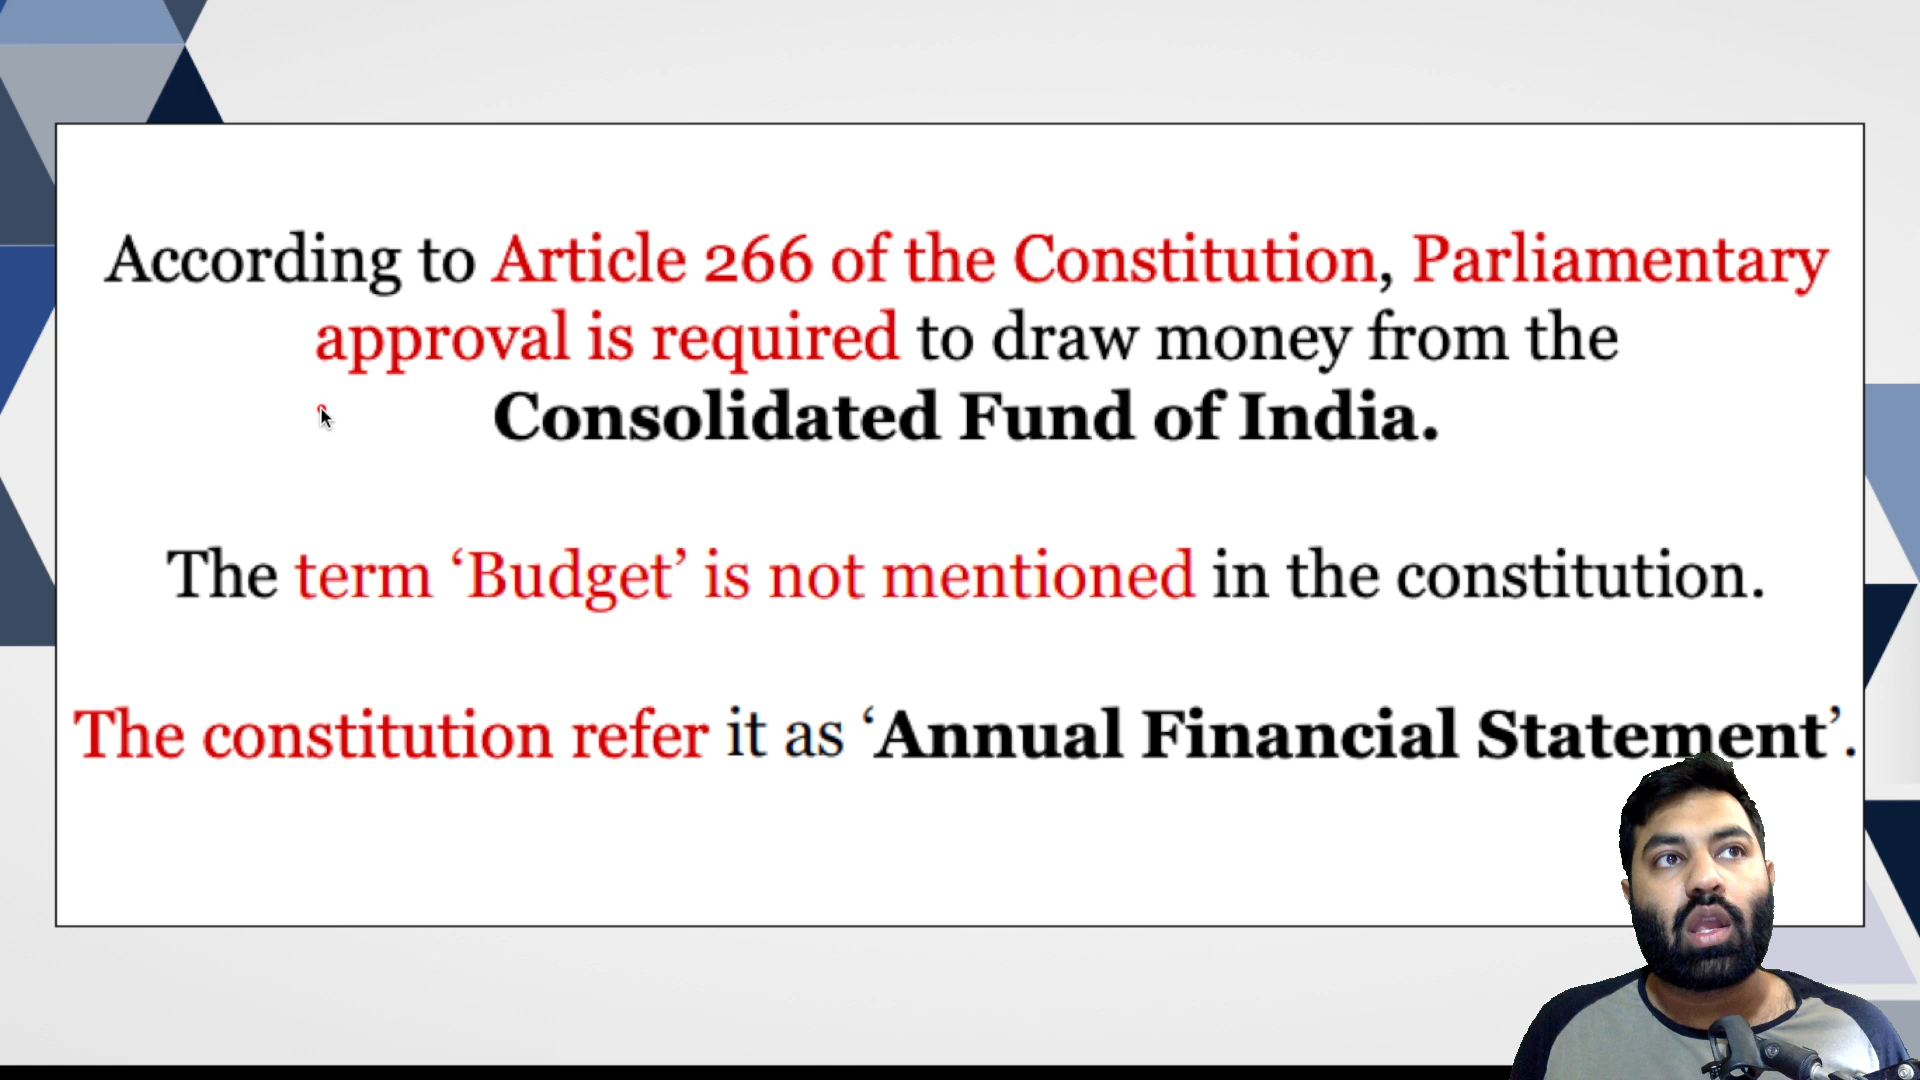 According to Article 266 of the Constitution, Parliamentary
approval is required to draw money from the
Consolidated Fund of India.
The term ‘Budget’ is not mentioned in the constitution.
The constitution refer it as ‘Annual Financial Statement’.